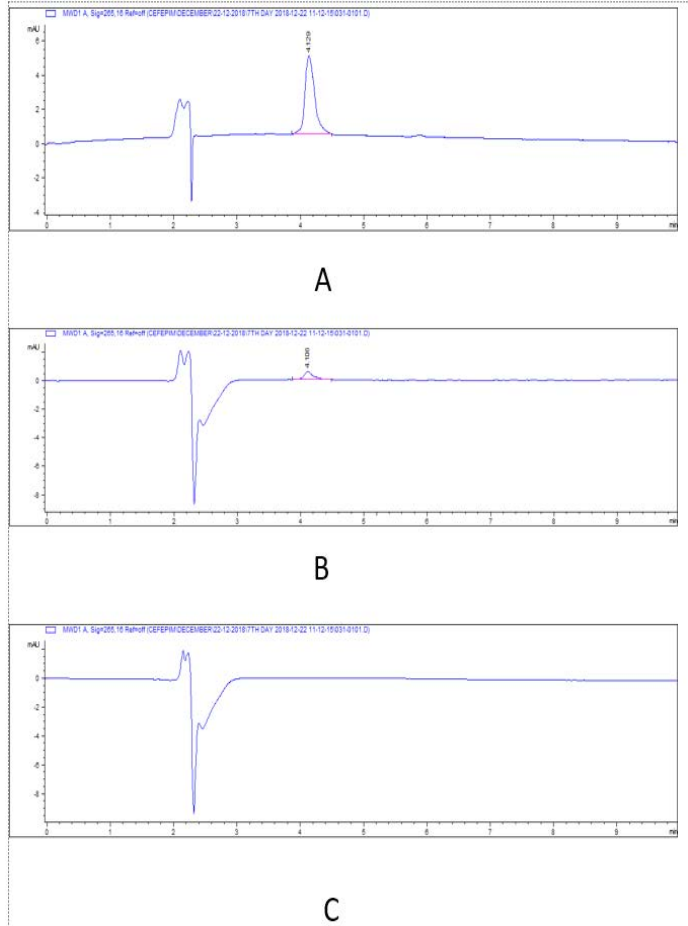 MWD1 A, Sig=265,16 Ref=off (CEFEPIM\DECEMBER\22-12-2018\7TH DAY 2018-12-22 11-12-15\031-0101.D)
mAU
6
4
2
0
-2
-4
4.129
0 1 2 3 4 5 6 7 8 9 min
A
MWD1 A, Sig=265,16 Ref=off (CEFEPIM\DECEMBER\22-12-2018\7TH DAY 2018-12-22 11-12-15\031-0101.D)
mAU
0
-2
-4
-6
-8
4.106
0 1 2 3 4 5 6 7 8 9 min
B
MWD1 A, Sig=265,16 Ref=off (CEFEPIM\DECEMBER\22-12-2018\7TH DAY 2018-12-22 11-12-15\031-0101.D)
mAU
0
-2
-4
-6
-8
0 1 2 3 4 5 6 7 8 9 min
C